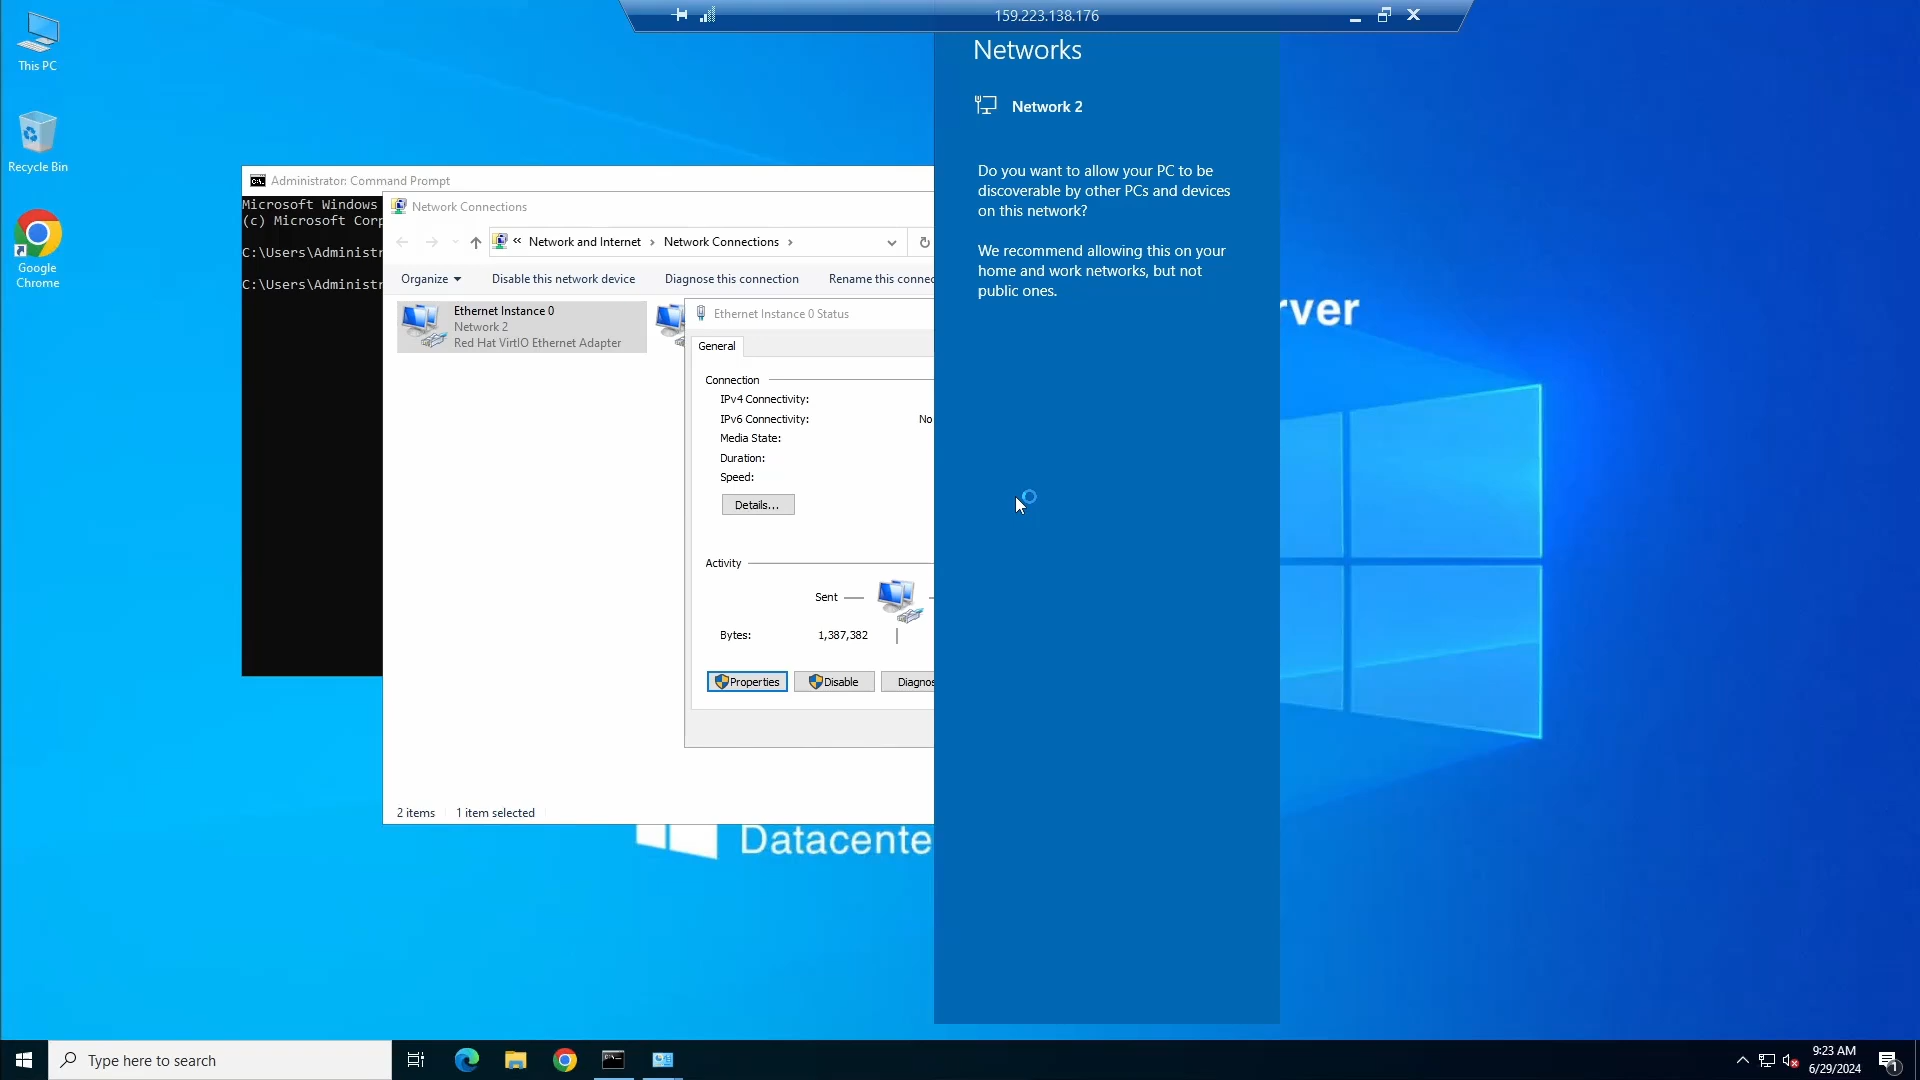 159.223.138.176
This PC
Recycle Bin
Google
Chrome
Networks
Network 2
Do you want to allow your PC to be
discoverable by other PCs and devices
on this network?
We recommend allowing this on your
home and work networks, but not
public ones.
Administrator: Command Prompt
Microsoft Windows
(c) Microsoft Corp
C:\Users\Administr
C:\Users\Administr
Network Connections
« Network and Internet › Network Connections ›
Organize Disable this network device Diagnose this connection Rename this connec
Ethernet Instance 0
Network 2
Red Hat VirtIO Ethernet Adapter
Ethernet Instance 0 Status
General
Connection
IPv4 Connectivity:
IPv6 Connectivity: No
Media State:
Duration:
Speed:
Details...
Activity
Sent
Bytes: 1,387,382
Properties Disable Diagnos
2 items 1 item selected
rver
Datacente
Type here to search
9:23 AM
6/29/2024
1